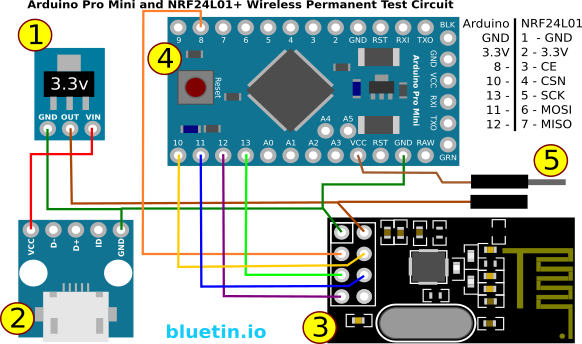 Arduino Pro Mini and NRF24L01+ Wireless Permanent Test Circuit
1
3.3v
GND OUT VIN
2
VCC D- D+ ID GND
bluetin.io
4
9 8 7 6 5 4 3 2 GND RST RXI TXO
BLK
GND
VCC
RXI
TXO
GRN
Reset
Arduino Pro Mini
A4 A5
10 11 12 13 A0 A1 A2 A3 VCC RST GND RAW
Arduino NRF24L01
GND 1 - GND
3.3V 2 - 3.3V
8 - 3 - CE
10 - 4 - CSN
13 - 5 - SCK
11 - 6 - MOSI
12 - 7 - MISO
5
3